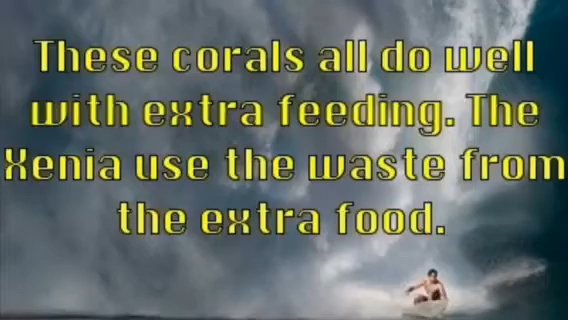 These corals all do well
with extra feeding. The
Xenia use the waste from
the extra food.